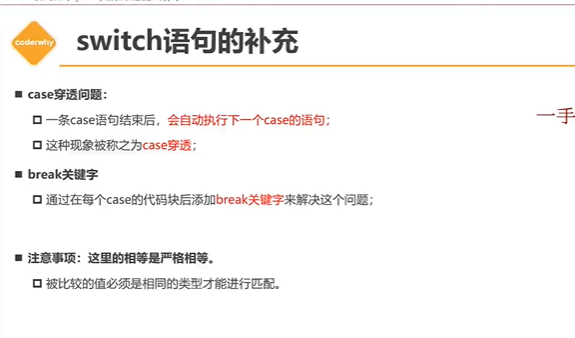 coderwhy
switch语句的补充
case穿透问题：
一条case语句结束后，会自动执行下一个case的语句；
这种现象被称之为case穿透；
一手
break关键字
通过在每个case的代码块后添加break关键字来解决这个问题；
注意事项：这里的相等是严格相等。
被比较的值必须是相同的类型才能进行匹配。